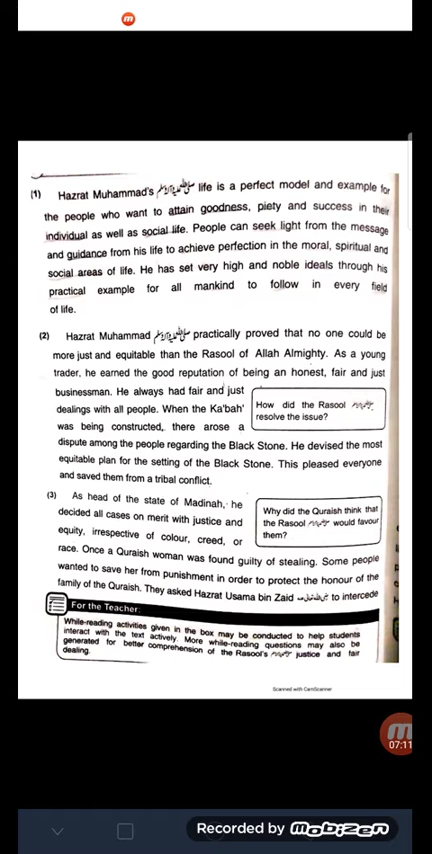 (1) Hazrat Muhammad's صلى الله عليه وآله وسلم life is a perfect model and example for
the people who want to attain goodness, piety and success in their
individual as well as social life. People can seek light from the message
and guidance from his life to achieve perfection in the moral, spiritual and
social areas of life. He has set very high and noble ideals through his
practical example for all mankind to follow in every field
of life.
(2) Hazrat Muhammad صلى الله عليه وآله وسلم practically proved that no one could be
more just and equitable than the Rasool of Allah Almighty. As a young
trader, he earned the good reputation of being an honest, fair and just
businessman. He always had fair and just
dealings with all people. When the Ka'bah'
was being constructed, there arose a
How did the Rasool
resolve the issue?
dispute among the people regarding the Black Stone. He devised the most
equitable plan for the setting of the Black Stone. This pleased everyone
and saved them from a tribal conflict.
(3) As head of the state of Madinah, he
decided all cases on merit with justice and
equity, irrespective of colour, creed, or
Why did the Quraish think that
the Rasool would favour
them?
race. Once a Quraish woman was found guilty of stealing. Some people
wanted to save her from punishment in order to protect the honour of the
family of the Quraish. They asked Hazrat Usama bin Zaid to intercede
For the Teacher:
While-reading activities given in the box may be conducted to help students
interact with the text actively. More while-reading questions may also be
generated for better comprehension of the Rasool's justice and fair
dealing.
Scanned with CamScanner
m
07:11
Recorded by Mobizen